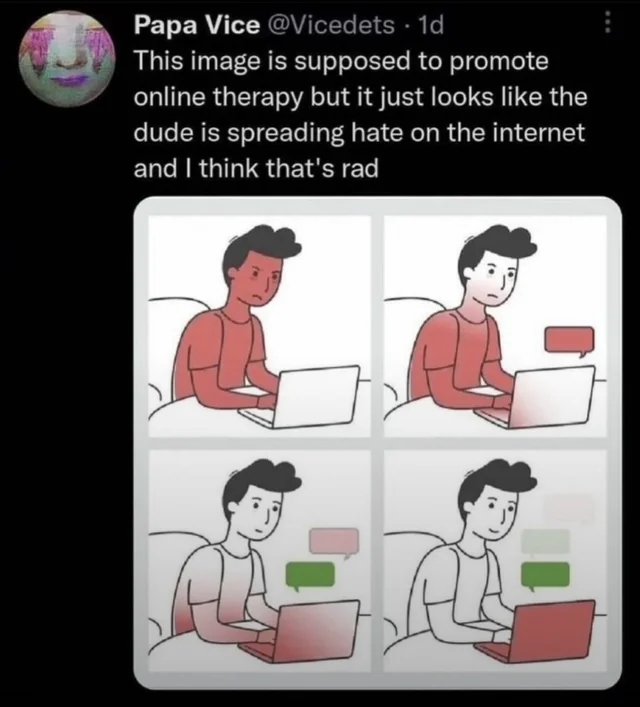 Papa Vice @Vicedets · 1d
This image is supposed to promote
online therapy but it just looks like the
dude is spreading hate on the internet
and I think that's rad